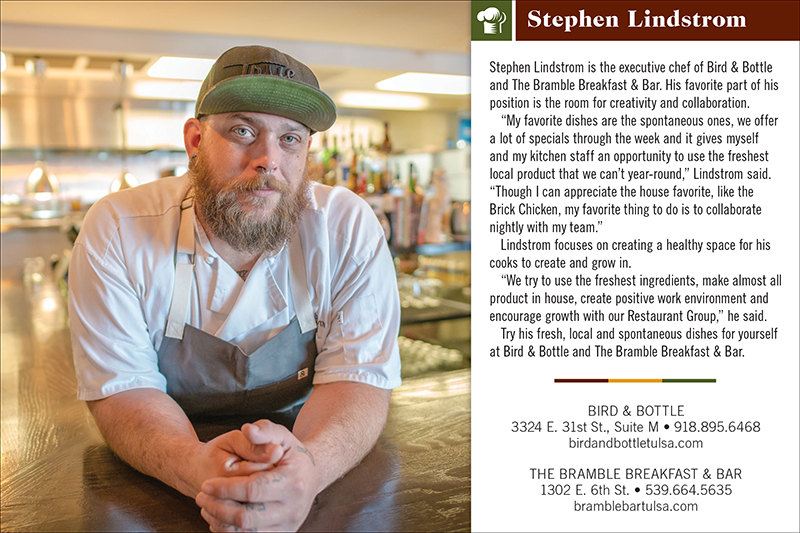 Stephen Lindstrom
Stephen Lindstrom is the executive chef of Bird & Bottle
and The Bramble Breakfast & Bar. His favorite part of his
position is the room for creativity and collaboration.
“My favorite dishes are the spontaneous ones, we offer
a lot of specials through the week and it gives myself
and my kitchen staff an opportunity to use the freshest
local product that we can’t year-round,” Lindstrom said.
“Though I can appreciate the house favorite, like the
Brick Chicken, my favorite thing to do is to collaborate
nightly with my team.”
Lindstrom focuses on creating a healthy space for his
cooks to create and grow in.
“We try to use the freshest ingredients, make almost all
product in house, create positive work environment and
encourage growth with our Restaurant Group,” he said.
Try his fresh, local and spontaneous dishes for yourself
at Bird & Bottle and The Bramble Breakfast & Bar.
BIRD & BOTTLE
3324 E. 31st St., Suite M • 918.895.6468
birdandbottletulsa.com
THE BRAMBLE BREAKFAST & BAR
1302 E. 6th St. • 539.664.5635
bramblebartulsa.com